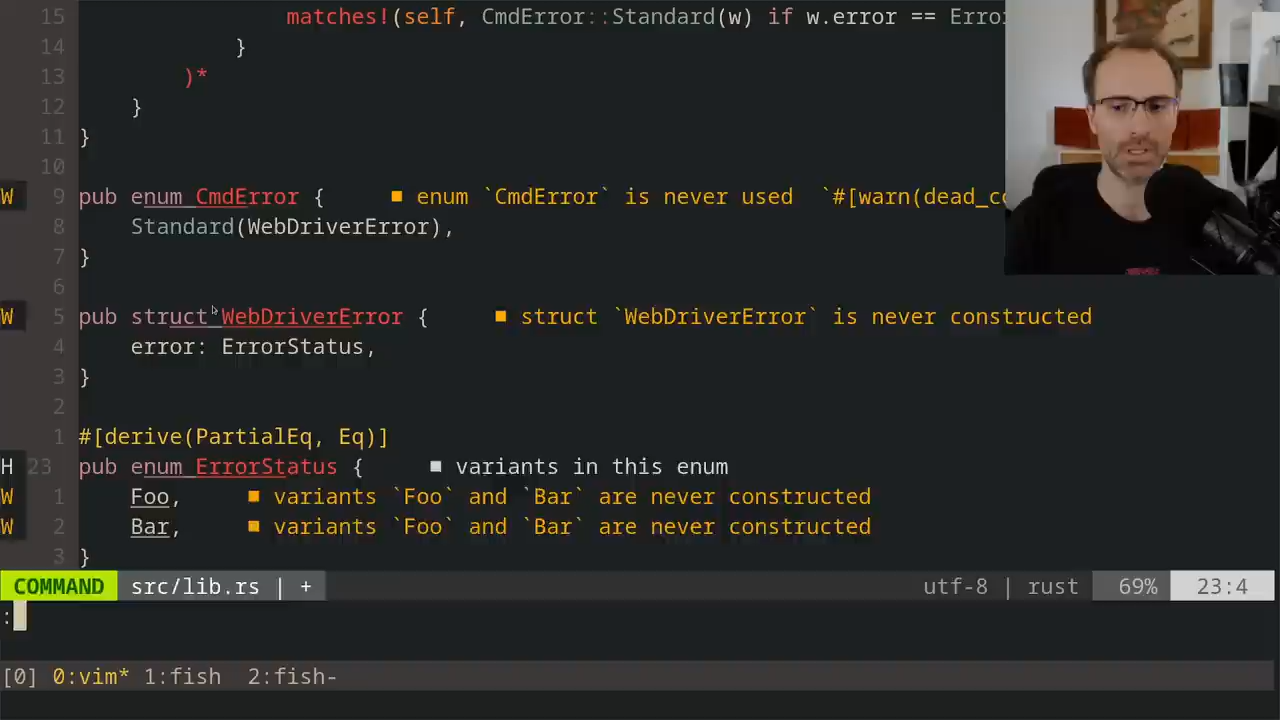 15 matches!(self, CmdError::Standard(w) if w.error == Erro
14 }
13 )*
12 }
11 }
10
W 9 pub enum CmdError { ■ enum `CmdError` is never used `#[warn(dead_co
8 Standard(WebDriverError),
7 }
6
W 5 pub struct WebDriverError { ■ struct `WebDriverError` is never constructed
4 error: ErrorStatus,
3 }
2
1 #[derive(PartialEq, Eq)]
H 23 pub enum ErrorStatus { ■ variants in this enum
W 1 Foo, ■ variants `Foo` and `Bar` are never constructed
W 2 Bar, ■ variants `Foo` and `Bar` are never constructed
3 }
COMMAND src/lib.rs | + utf-8 | rust 69% 23:4
:
[0] 0:vim* 1:fish 2:fish-